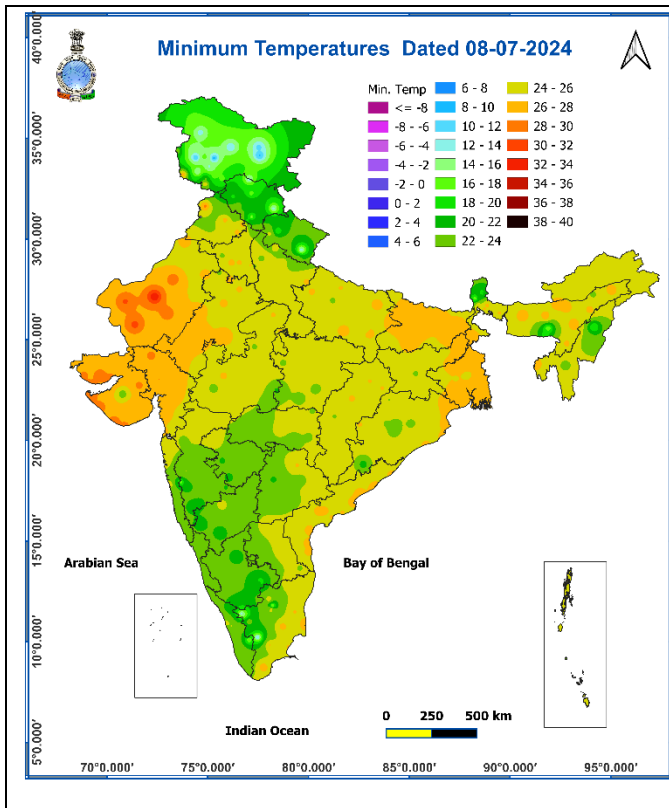 Minimum Temperatures Dated 08-07-2024
Min. Temp
<= -8
-8 - -6
-6 - -4
-4 - -2
-2 - 0
0 - 2
2 - 4
4 - 6
6 - 8
8 - 10
10 - 12
12 - 14
14 - 16
16 - 18
18 - 20
20 - 22
22 - 24
24 - 26
26 - 28
28 - 30
30 - 32
32 - 34
34 - 36
36 - 38
38 - 40
40°0.000'
35°0.000'
30°0.000'
25°0.000'
20°0.000'
15°0.000'
10°0.000'
5°0.000'
Arabian Sea
Bay of Bengal
Indian Ocean
0 250 500 km
70°0.000' 75°0.000' 80°0.000' 85°0.000' 90°0.000' 95°0.000'